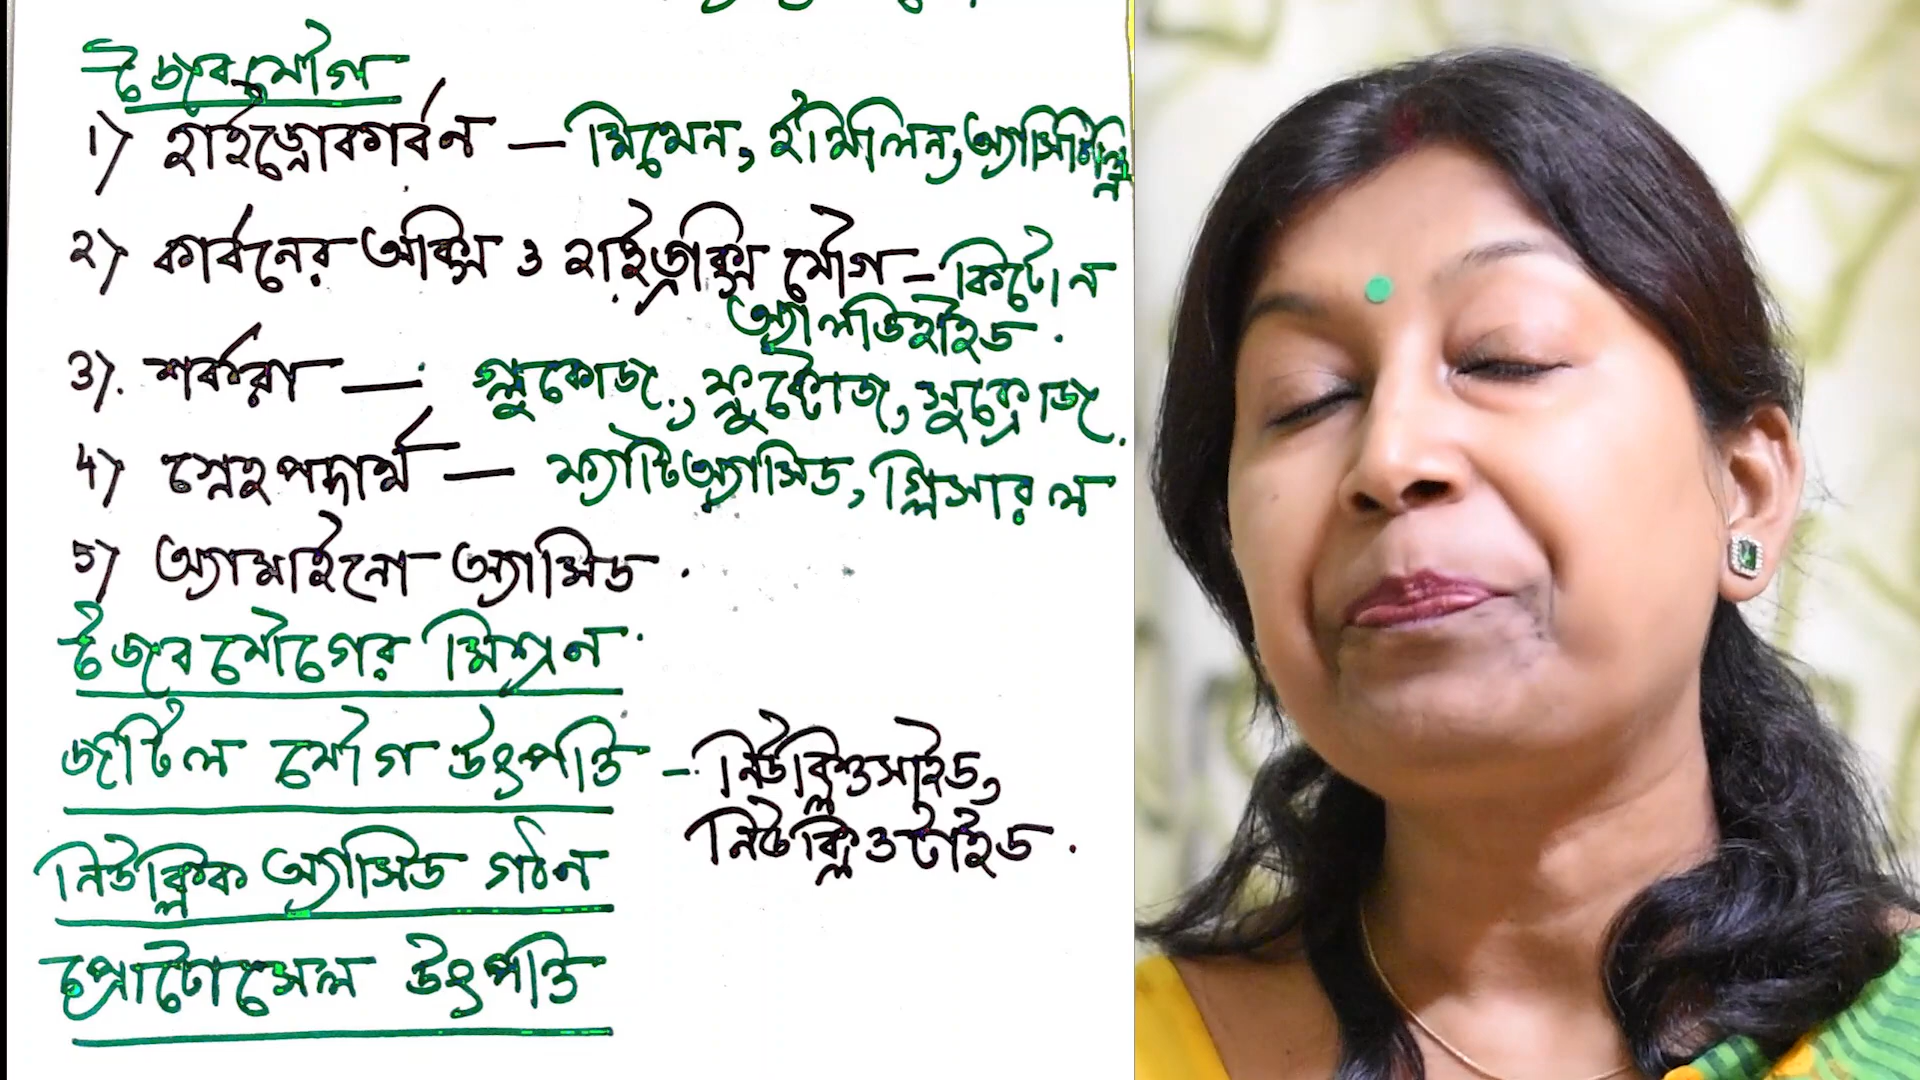 জৈব যৌগ
1) হাইড্রোকার্বন — মিথেন, ইথিলিন, অ্যাসিটিলিন
2) কার্বনের অক্সি ও হাইড্রক্সি যৌগ - কিটোন
অ্যালডিহাইড.
3). শর্করা — গ্লুকোজ, ফ্রুক্টোজ, সুক্রোজ.
4) স্নেহপদার্থ — ফ্যাটিঅ্যাসিড, গ্লিসারল
5) অ্যামাইনো অ্যাসিড.
জৈব যৌগের মিশ্রন.
জটিল যৌগ উৎপত্তি - নিউক্লিওসাইড,
নিউক্লিওটাইড.
নিউক্লিক অ্যাসিড গঠন
প্রোটোসেল উৎপত্তি